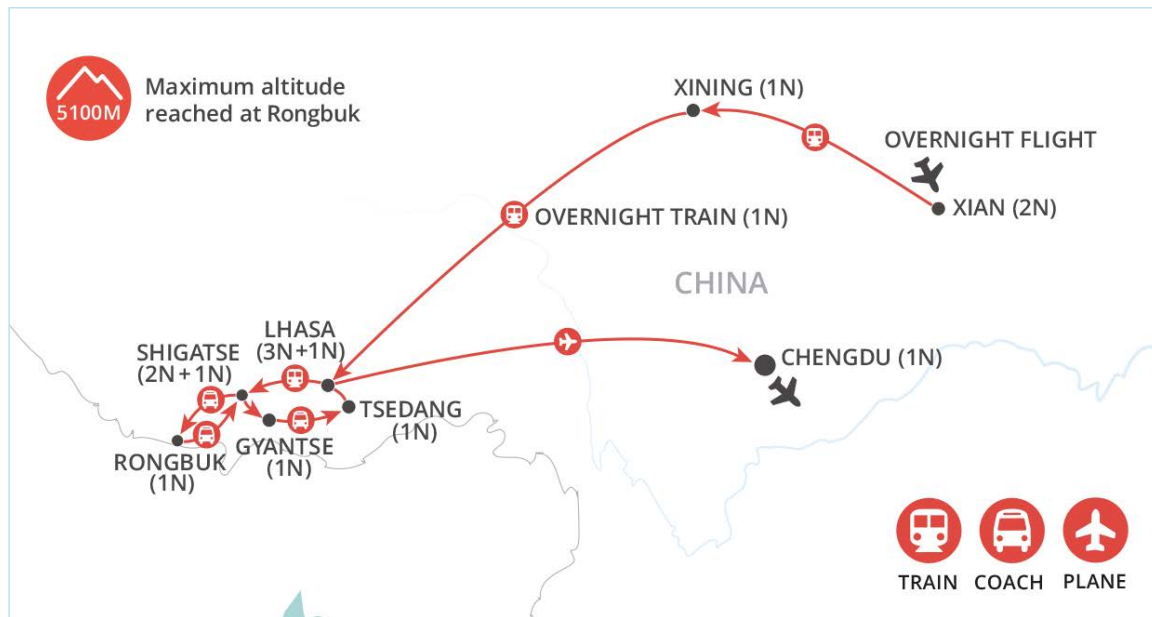 5100M
Maximum altitude
reached at Rongbuk
XINING (1N)
OVERNIGHT FLIGHT
XIAN (2N)
OVERNIGHT TRAIN (1N)
CHINA
LHASA
(3N+1N)
SHIGATSE
(2N+1N)
CHENGDU (1N)
TSEDANG
(1N)
GYANTSE
(1N)
RONGBUK
(1N)
TRAIN
COACH
PLANE